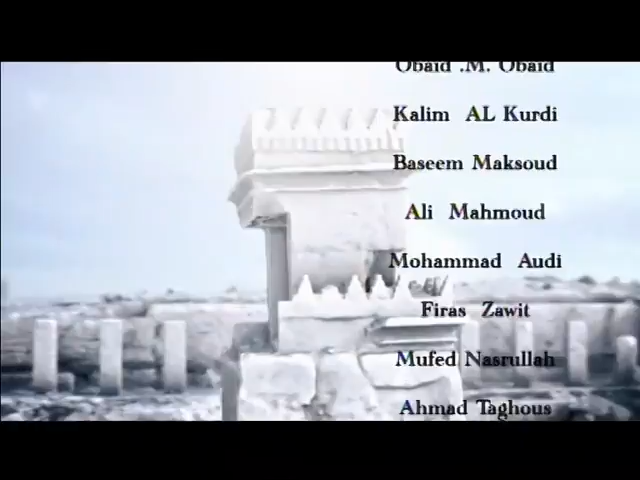 Obaid .M. Obaid
Kalim AL Kurdi
Baseem Maksoud
Ali Mahmoud
Mohammad Audi
Firas Zawit
Mufed Nasrullah
Ahmad Taghous